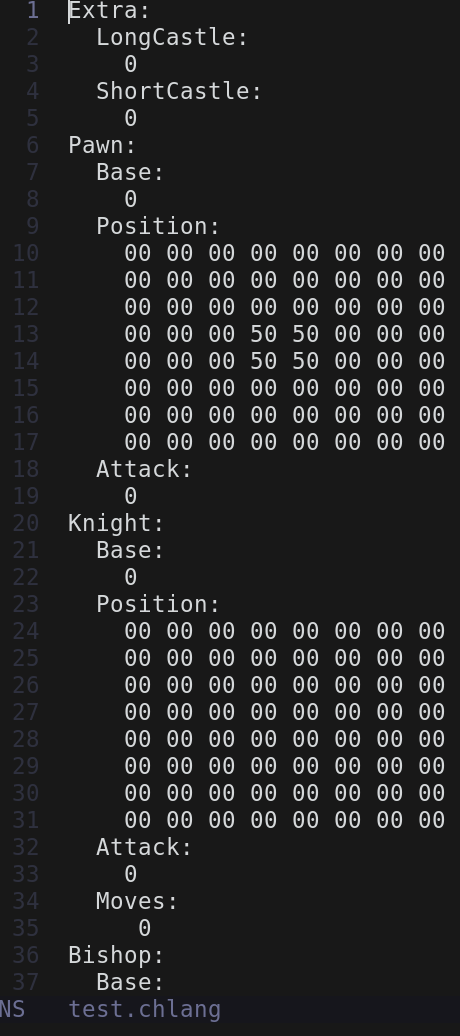 1 Extra:
2   LongCastle:
3     0
4   ShortCastle:
5     0
6 Pawn:
7   Base:
8     0
9   Position:
10     00 00 00 00 00 00 00 00
11     00 00 00 00 00 00 00 00
12     00 00 00 00 00 00 00 00
13     00 00 00 50 50 00 00 00
14     00 00 00 50 50 00 00 00
15     00 00 00 00 00 00 00 00
16     00 00 00 00 00 00 00 00
17     00 00 00 00 00 00 00 00
18   Attack:
19     0
20 Knight:
21   Base:
22     0
23   Position:
24     00 00 00 00 00 00 00 00
25     00 00 00 00 00 00 00 00
26     00 00 00 00 00 00 00 00
27     00 00 00 00 00 00 00 00
28     00 00 00 00 00 00 00 00
29     00 00 00 00 00 00 00 00
30     00 00 00 00 00 00 00 00
31     00 00 00 00 00 00 00 00
32   Attack:
33     0
34   Moves:
35      0
36 Bishop:
37   Base:
NS test.chlang